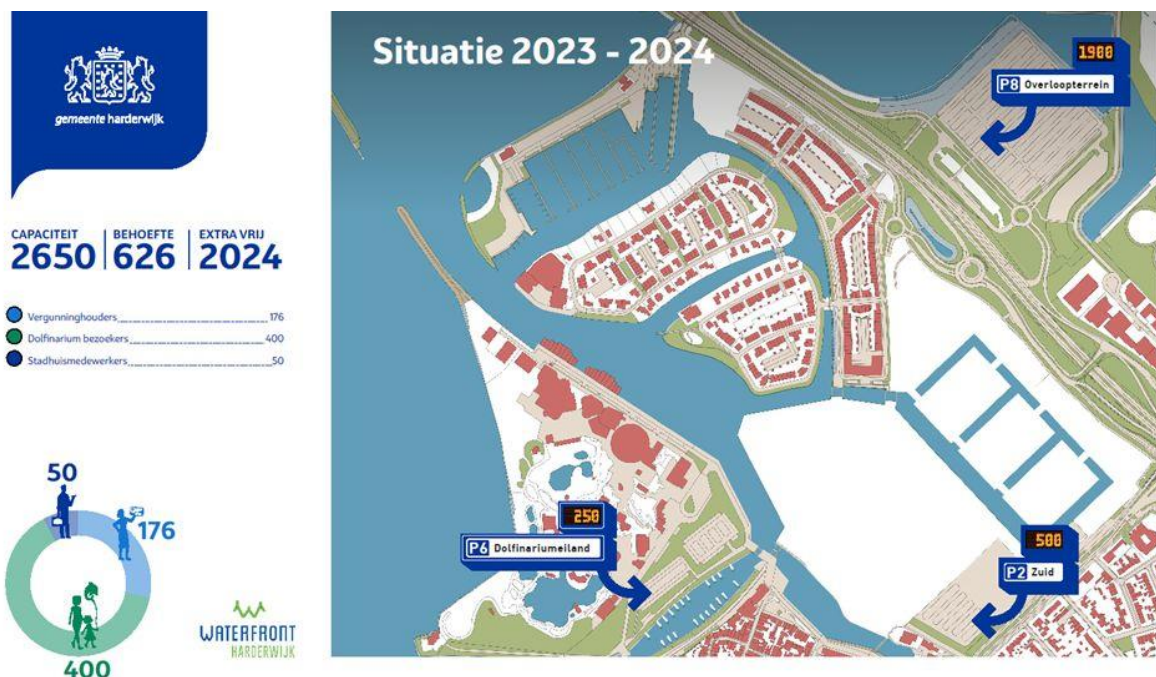 gemeente harderwijk
CAPACITEIT
2650
BEHOEFTE
626
EXTRA VRIJ
2024
Vergunninghouders 176
Dolfinarium bezoekers 400
Stadhuismedewerkers 50
50
176
400
WATERFRONT
HARDERWIJK
Situatie 2023 - 2024
1900
P8 Overloopterrein
250
P6 Dolfinariumeiland
500
P2 Zuid